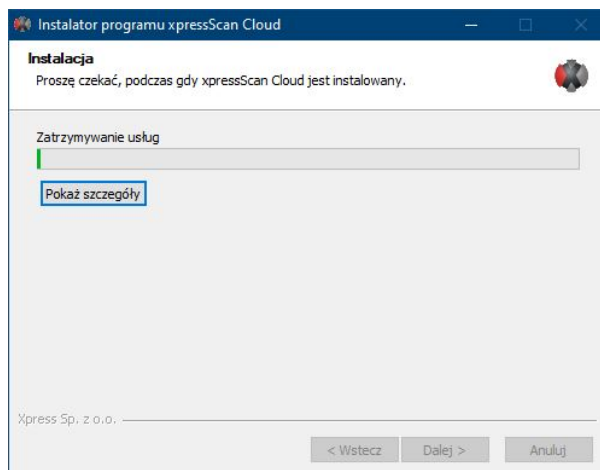 Instalator programu xpressScan Cloud
Instalacja
Proszę czekać, podczas gdy xpressScan Cloud jest instalowany.
Zatrzymywanie usług
Pokaż szczegóły
Xpress Sp. z o.o.
< Wstecz Dalej > Anuluj